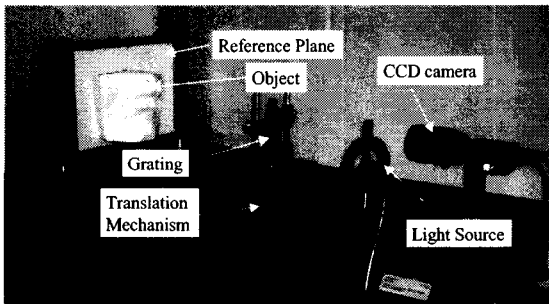 Reference Plane
Object
CCD camera
Grating
Translation
Mechanism
Light Source